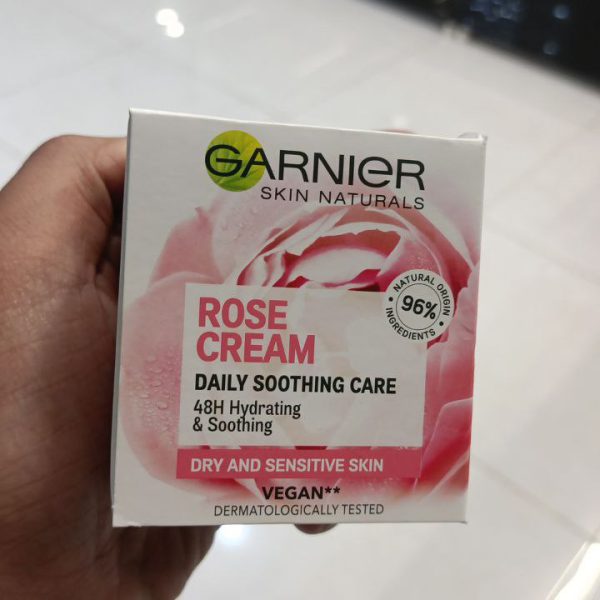 GARNIER
SKIN NATURALS
NATURAL ORIGIN
96%
INGREDIENTS
ROSE
CREAM
DAILY SOOTHING CARE
48H Hydrating
& Soothing
DRY AND SENSITIVE SKIN
VEGAN**
DERMATOLOGICALLY TESTED